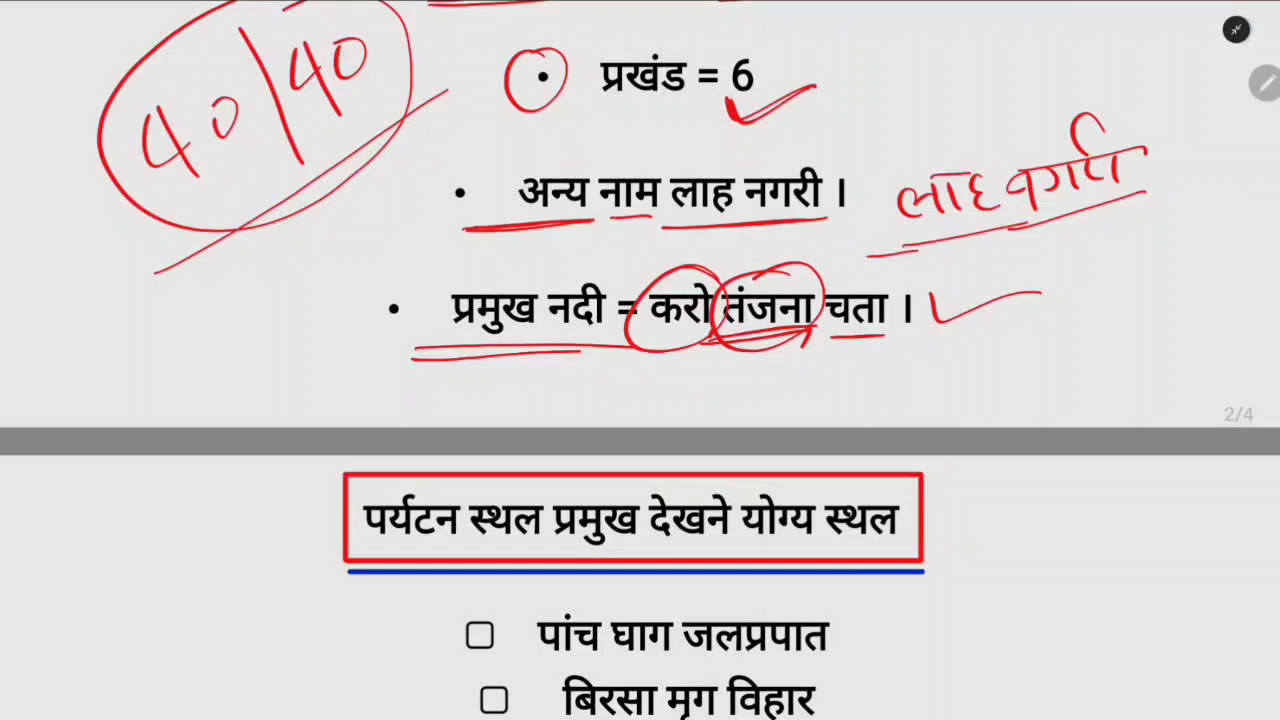 40/40
• प्रखंड = 6
• अन्य नाम लाह नगरी ।
लाह नगरी
• प्रमुख नदी = करो तंजना चता ।
2/4
पर्यटन स्थल प्रमुख देखने योग्य स्थल
▢ पांच घाग जलप्रपात
▢ बिरसा मृग विहार